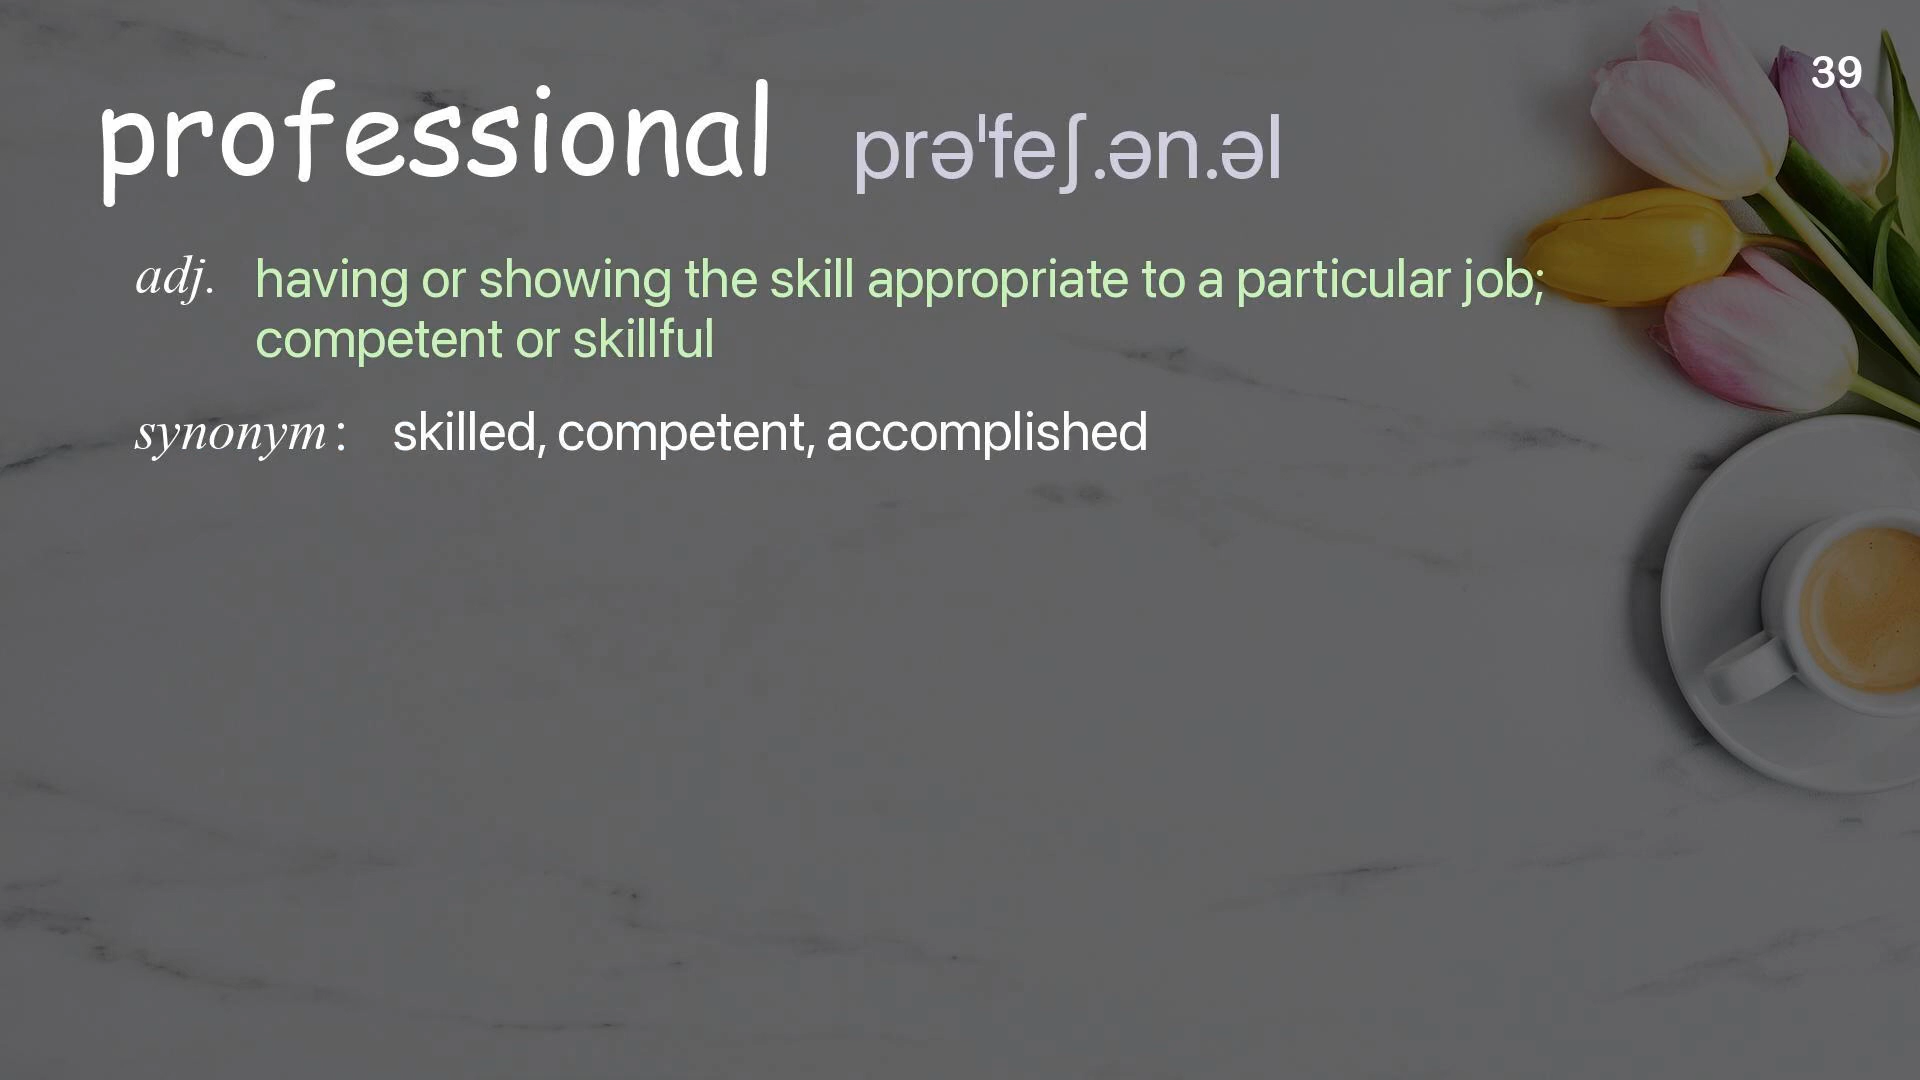 39
professional prəˈfeʃ.ən.əl
adj. having or showing the skill appropriate to a particular job;
competent or skillful
synonym: skilled, competent, accomplished